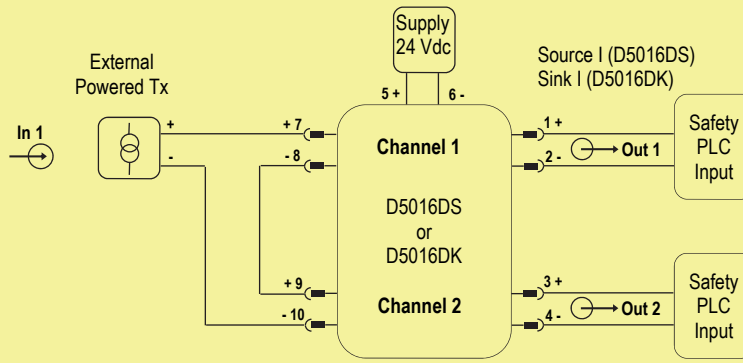 Supply
24 Vdc
5 +
6 -
Source I (D5016DS)
Sink I (D5016DK)
External
Powered Tx
In 1
+
-
+ 7
- 8
Channel 1
1 +
2 -
Out 1
Safety
PLC
Input
D5016DS
or
D5016DK
+ 9
- 10
Channel 2
3 +
4 -
Out 2
Safety
PLC
Input